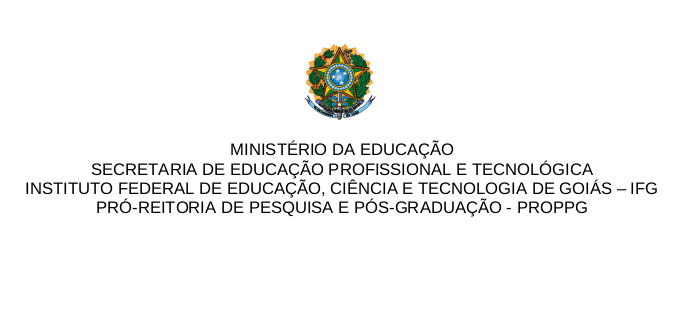 MINISTÉRIO DA EDUCAÇÃO
SECRETARIA DE EDUCAÇÃO PROFISSIONAL E TECNOLÓGICA
INSTITUTO FEDERAL DE EDUCAÇÃO, CIÊNCIA E TECNOLOGIA DE GOIÁS – IFG
PRÓ-REITORIA DE PESQUISA E PÓS-GRADUAÇÃO - PROPPG